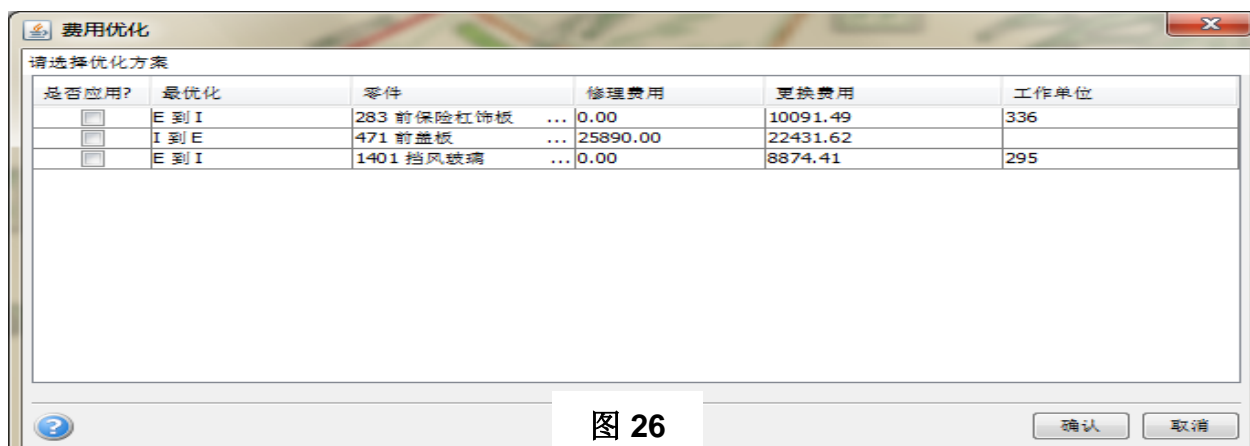 费用优化
请选择优化方案
是否应用? 最优化 零件 修理费用 更换费用 工作单位
E 到 I 283 前保险杠饰板 ... 0.00 10091.49 336
I 到 E 471 前盖板 ... 25890.00 22431.62
E 到 I 1401 挡风玻璃 ... 0.00 8874.41 295
图 26
确认 取消